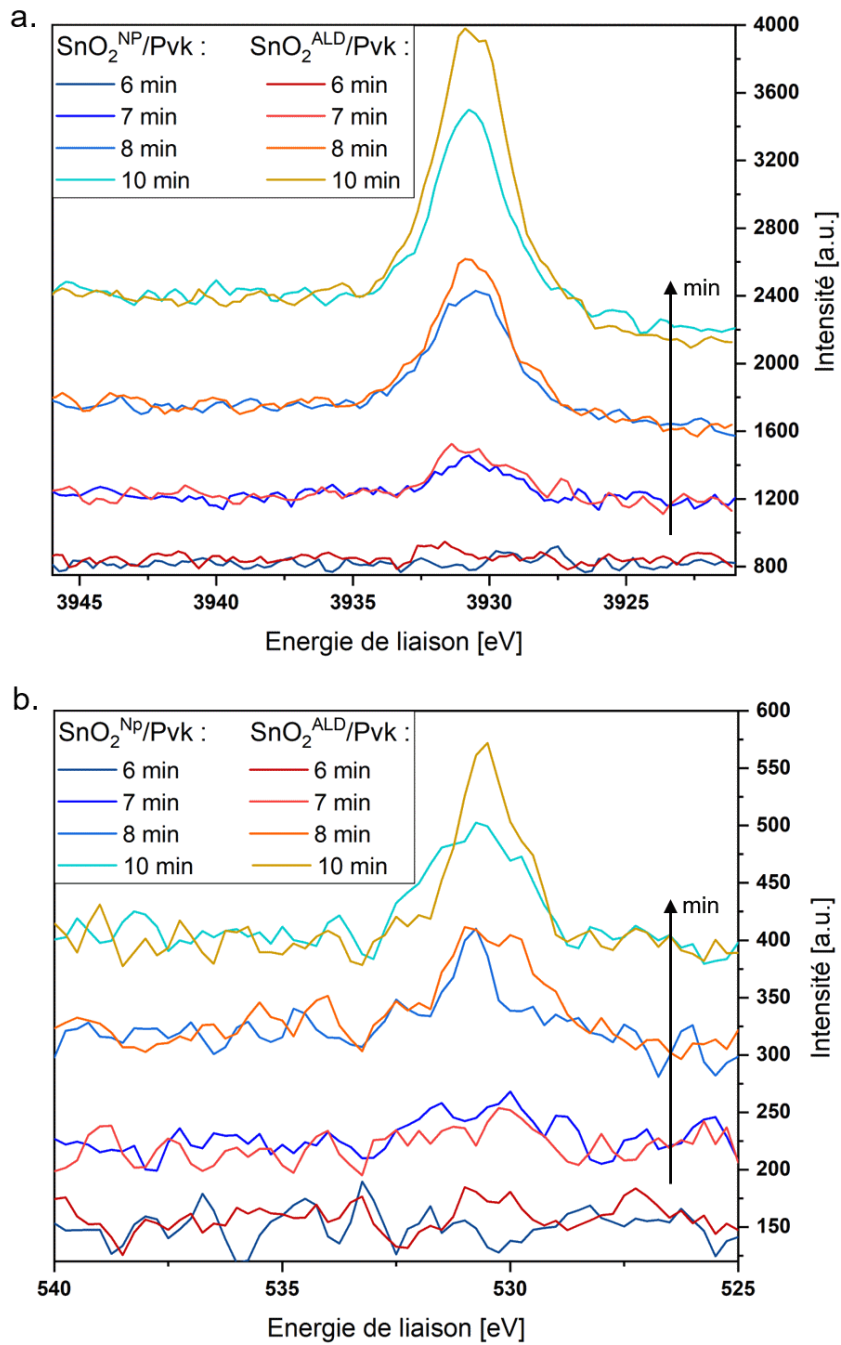 a.
SnO₂ᴺᴾ/Pvk : SnO₂ᴬᴸᴰ/Pvk :
6 min 6 min
7 min 7 min
8 min 8 min
10 min 10 min
4000
3600
3200
2800
2400
2000
1600
1200
800
Intensité [a.u.]
min
3945 3940 3935 3930 3925
Energie de liaison [eV]
b.
SnO₂ᴺᵖ/Pvk : SnO₂ᴬᴸᴰ/Pvk :
6 min 6 min
7 min 7 min
8 min 8 min
10 min 10 min
600
550
500
450
400
350
300
250
200
150
Intensité [a.u.]
min
540 535 530 525
Energie de liaison [eV]